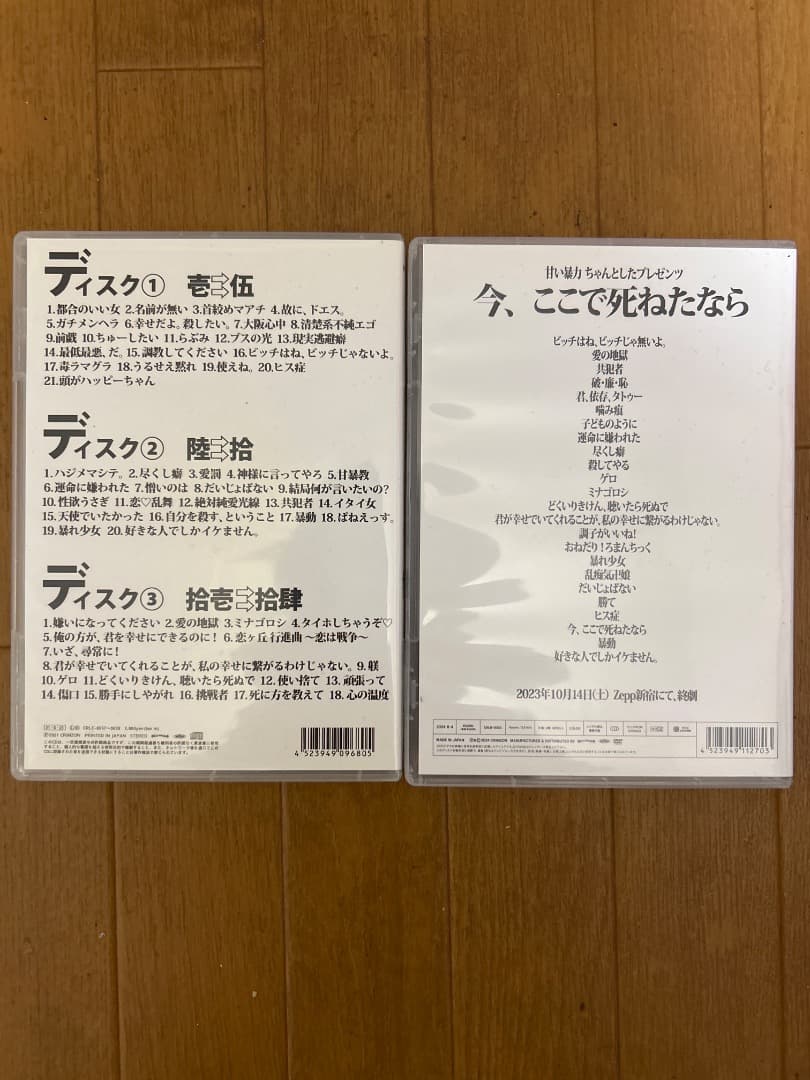 ディスク① 壱⇨伍
1.都合のいい女 2.名前が無い 3.首絞めマアチ 4.故に、ドエス。
5.ガチメンヘラ 6.幸せだよ。殺したい。 7.大阪心中 8.清楚系不純エゴ
9.前戯 10.ちゅーしたい 11.らぶみ 12.ブスの光 13.現実逃避癖
14.最低最悪、だ。 15.調教してください 16.ビッチはね、ビッチじゃないよ。
17.毒ラマグラ 18.うるせえ黙れ 19.使えね。 20.ヒス症
21.頭がハッピーちゃん
ディスク② 陸⇨拾
1.ハジメマシテ。 2.尽くし癖 3.愛罰 4.神様に言ってやろ 5.甘暴教
6.運命に嫌われた 7.憎いのは 8.だいじょばない 9.結局何が言いたいの?
10.性欲うさぎ 11.恋♡乱舞 12.絶対純愛光線 13.共犯者 14.イタイ女
15.天使でいたかった 16.自分を殺す、ということ 17.暴動 18.ばねえっす。
19.暴れ少女 20.好きな人でしかイケません。
ディスク③ 拾壱⇨拾肆
1.嫌いになってください 2.愛の地獄 3.ミナゴロシ 4.タイホしちゃうぞ♡
5.俺の方が、君を幸せにできるのに! 6.恋ヶ丘行進曲〜恋は戦争〜
7.いざ、尋常に!
8.君が幸せでいてくれることが、私の幸せに繋がるわけじゃない。 9.躾
10.ゲロ 11.どくいりきけん、聴いたら死ぬで 12.使い捨て 13.頑張って
14.傷口 15.勝手にしやがれ 16.挑戦者 17.死に方を教えて 18.心の温度
PRINTED IN JAPAN STEREO
4 523949 096805
甘い暴力 ちゃんとしたプレゼンツ
今、ここで死ねたなら
ビッチはね、ビッチじゃ無いよ。
愛の地獄
共犯者
破・廉・恥
君、依存、タトゥー
噛み痕
子どものように
運命に嫌われた
尽くし癖
殺してやる
ゲロ
ミナゴロシ
どくいりきけん、聴いたら死ぬで
君が幸せでいてくれることが、私の幸せに繋がるわけじゃない。
調子がいいね!
おねだり!ろまんちっく
暴れ少女
乱痴気卍娘
だいじょばない
勝て
ヒス症
今、ここで死ねたなら
暴動
好きな人でしかイケません。
2023年10月14日(土) Zepp新宿にて、終劇
MADE IN JAPAN
4 523949 112703